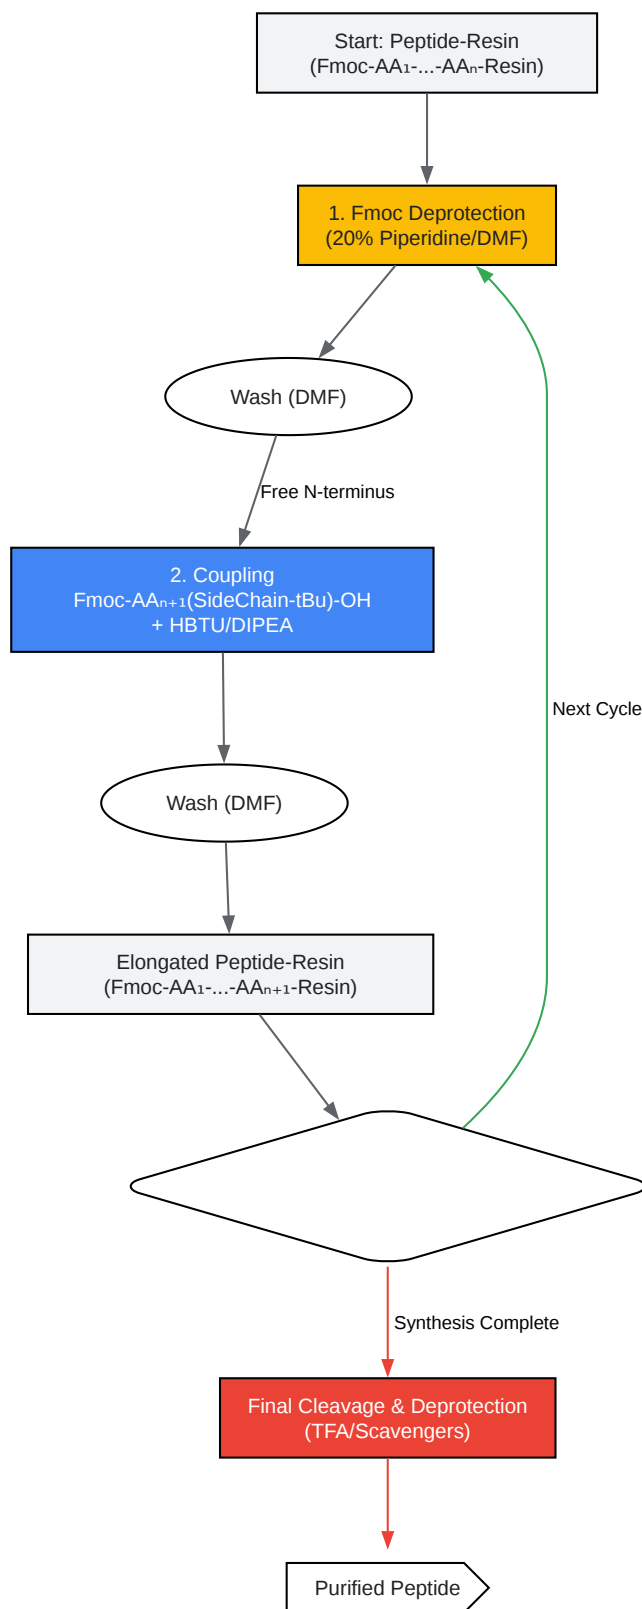 Start: Peptide-Resin
(Fmoc-AA₁-...-AAₙ-Resin)
1. Fmoc Deprotection
(20% Piperidine/DMF)
Wash (DMF)
Free N-terminus
2. Coupling
Fmoc-AAₙ₊₁(SideChain-tBu)-OH
+ HBTU/DIPEA
Next Cycle
Wash (DMF)
Elongated Peptide-Resin
(Fmoc-AA₁-...-AAₙ₊₁-Resin)
Synthesis Complete
Final Cleavage & Deprotection
(TFA/Scavengers)
Purified Peptide